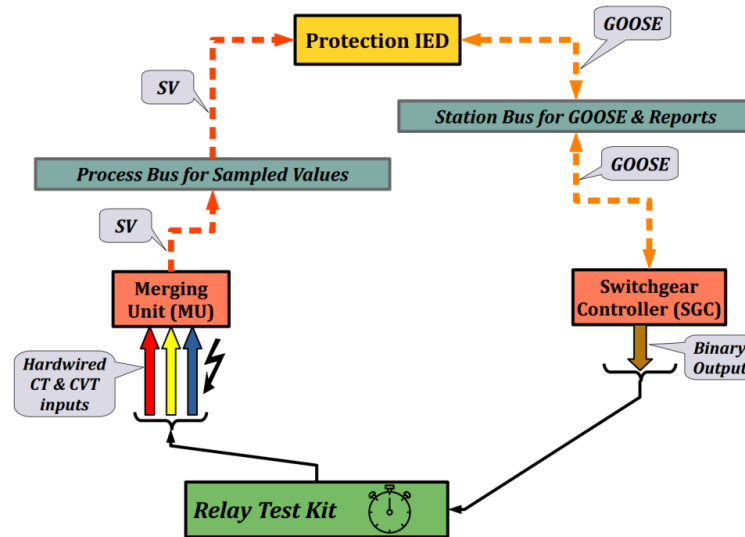 Protection IED
GOOSE
SV
Station Bus for GOOSE & Reports
Process Bus for Sampled Values
GOOSE
SV
Merging
Unit (MU)
Switchgear
Controller (SGC)
Hardwired
CT & CVT
inputs
Binary
Output
Relay Test Kit